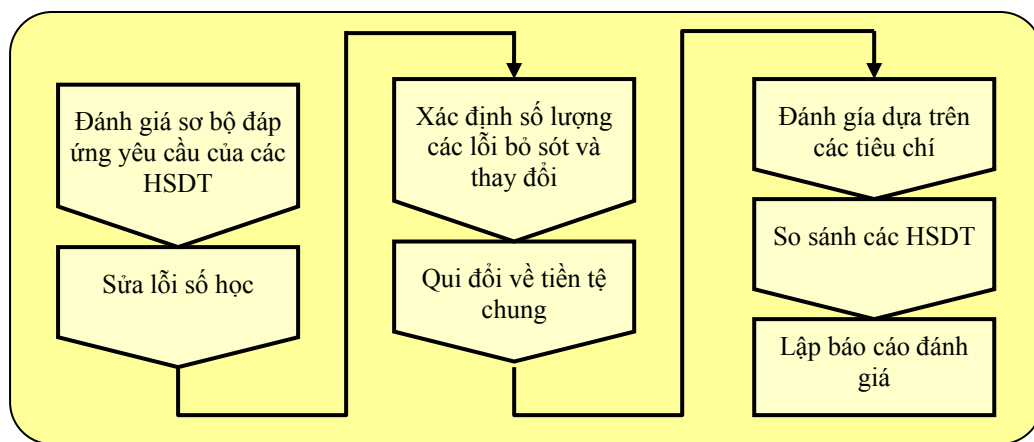 Đánh giá sơ bộ đáp
ứng yêu cầu của các
HSDT
Sửa lỗi số học
Xác định số lượng
các lỗi bỏ sót và
thay đổi
Qui đổi về tiền tệ
chung
Đánh gía dựa trên
các tiêu chí
So sánh các HSDT
Lập báo cáo đánh
giá